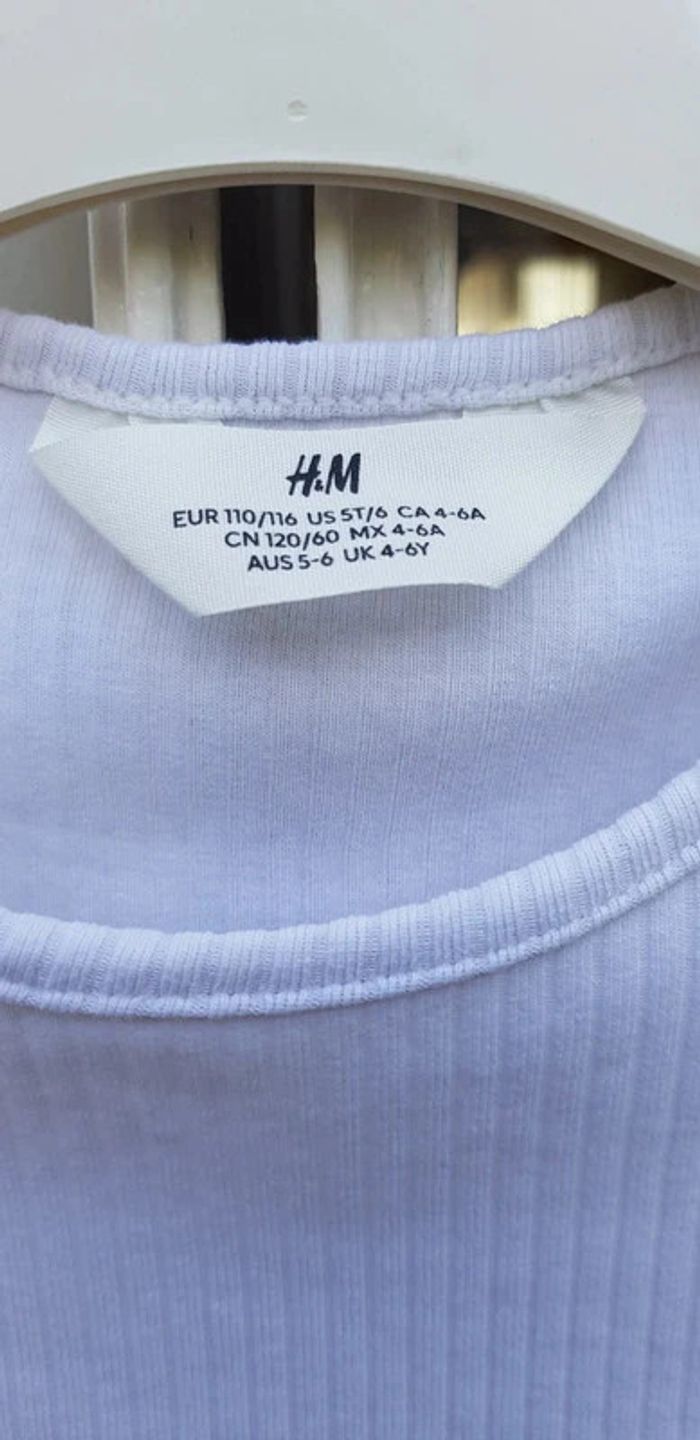 H&M
EUR 110/116 US 5T/6 CA 4-6A
CN 120/60 MX 4-6A
AUS 5-6 UK 4-6Y